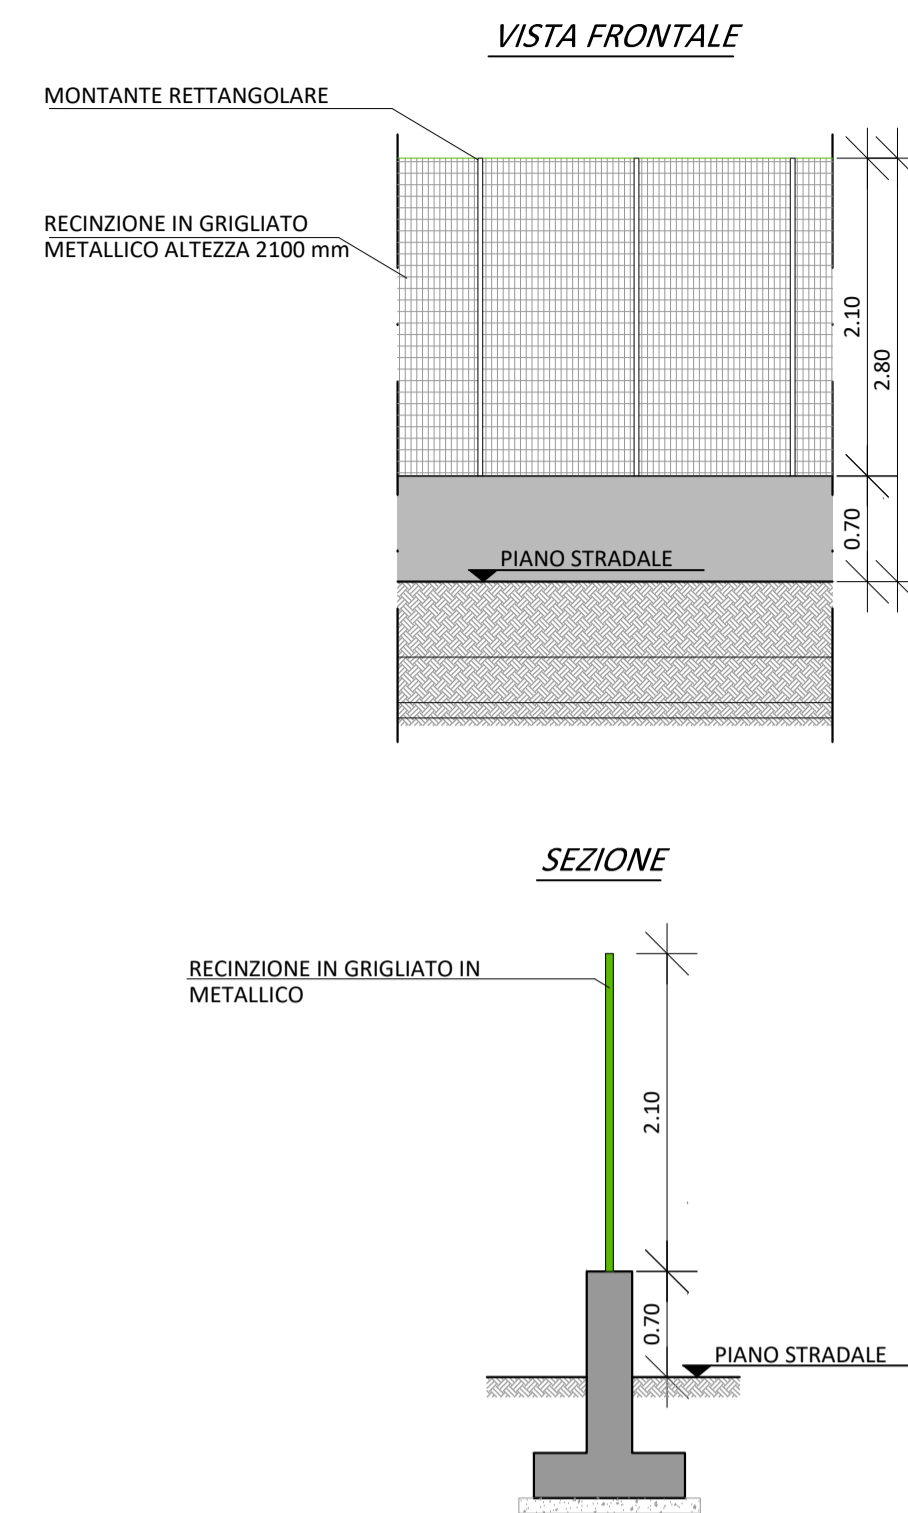 VISTA FRONTALE
MONTANTE RETTANGOLARE
RECINZIONE IN GRIGLIATO
METALLICO ALTEZZA 2100 mm
2.10
2.80
0.70
PIANO STRADALE
SEZIONE
RECINZIONE IN GRIGLIATO IN
METALLICO
2.10
0.70
PIANO STRADALE